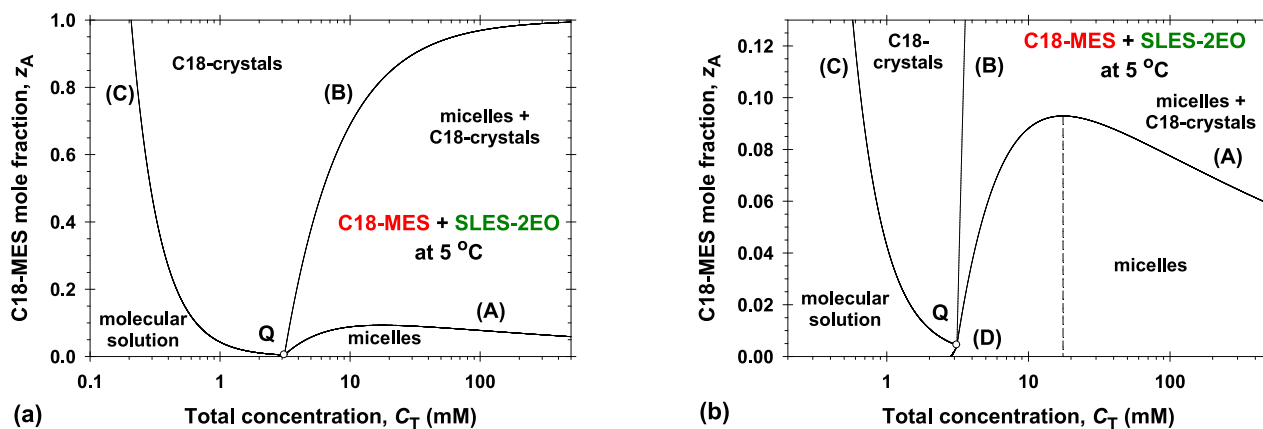 C18-MES mole fraction, z_A
1.0
0.8
0.6
0.4
0.2
0.0
C18-crystals
(C)
(B)
micelles +
C18-crystals
C18-MES + SLES-2EO
at 5 °C
molecular
solution
Q
(A)
micelles
0.1
1
10
100
Total concentration, C_T (mM)
(a)
C18-MES mole fraction, z_A
0.12
0.10
0.08
0.06
0.04
0.02
0.00
(C)
C18-
crystals
(B)
C18-MES + SLES-2EO
at 5 °C
micelles +
C18-crystals
(A)
micelles
molecular
solution
Q
(D)
1
10
100
Total concentration, C_T (mM)
(b)